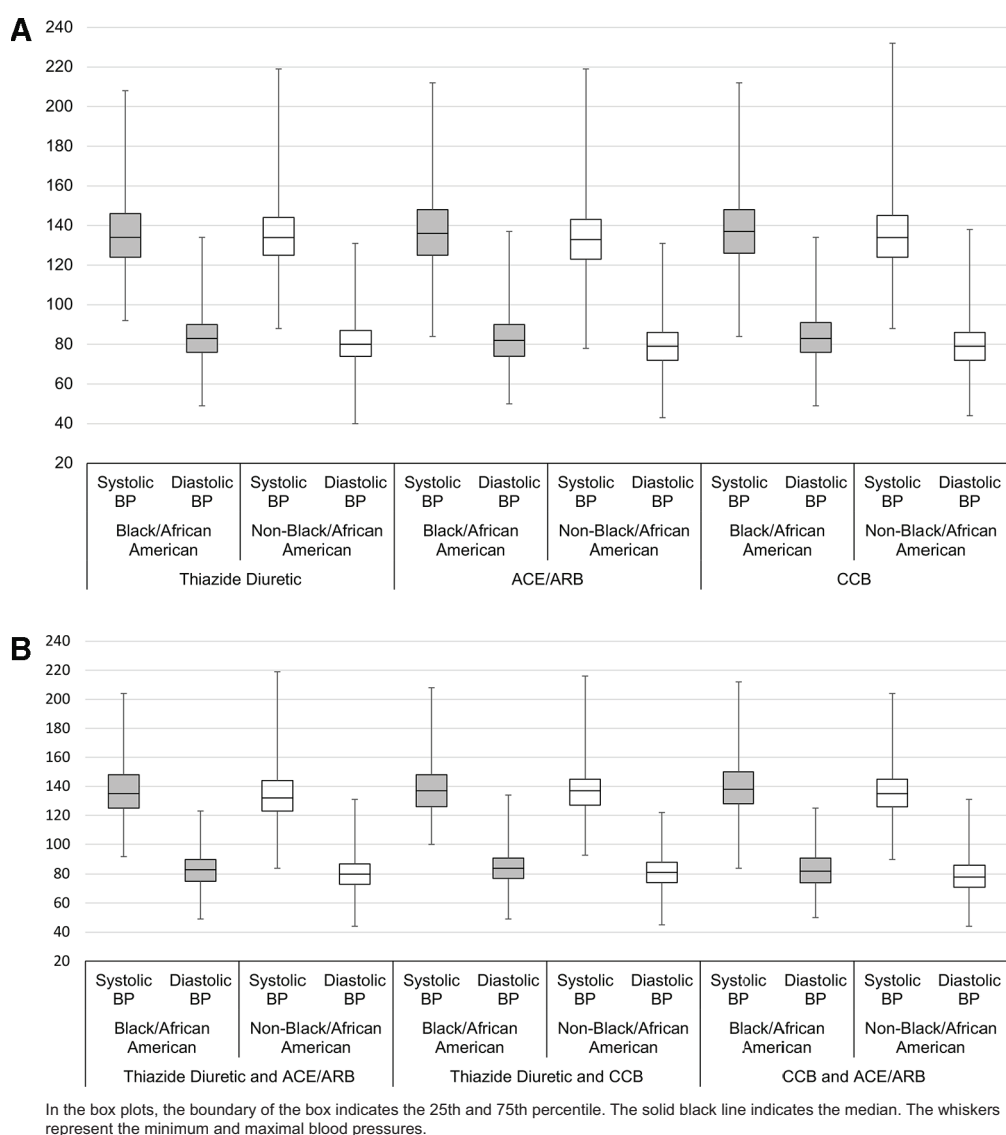 A
240
220
200
180
160
140
120
100
80
60
40
20
Systolic BP Diastolic BP Systolic BP Diastolic BP Systolic BP Diastolic BP Systolic BP Diastolic BP Systolic BP Diastolic BP Systolic BP Diastolic BP
Black/African American Non-Black/African American Black/African American Non-Black/African American Black/African American Non-Black/African American
Thiazide Diuretic ACE/ARB CCB
B
240
220
200
180
160
140
120
100
80
60
40
20
Systolic BP Diastolic BP Systolic BP Diastolic BP Systolic BP Diastolic BP Systolic BP Diastolic BP Systolic BP Diastolic BP Systolic BP Diastolic BP
Black/African American Non-Black/African American Black/African American Non-Black/African American Black/African American Non-Black/African American
Thiazide Diuretic and ACE/ARB Thiazide Diuretic and CCB CCB and ACE/ARB
In the box plots, the boundary of the box indicates the 25th and 75th percentile. The solid black line indicates the median. The whiskers
represent the minimum and maximal blood pressures.